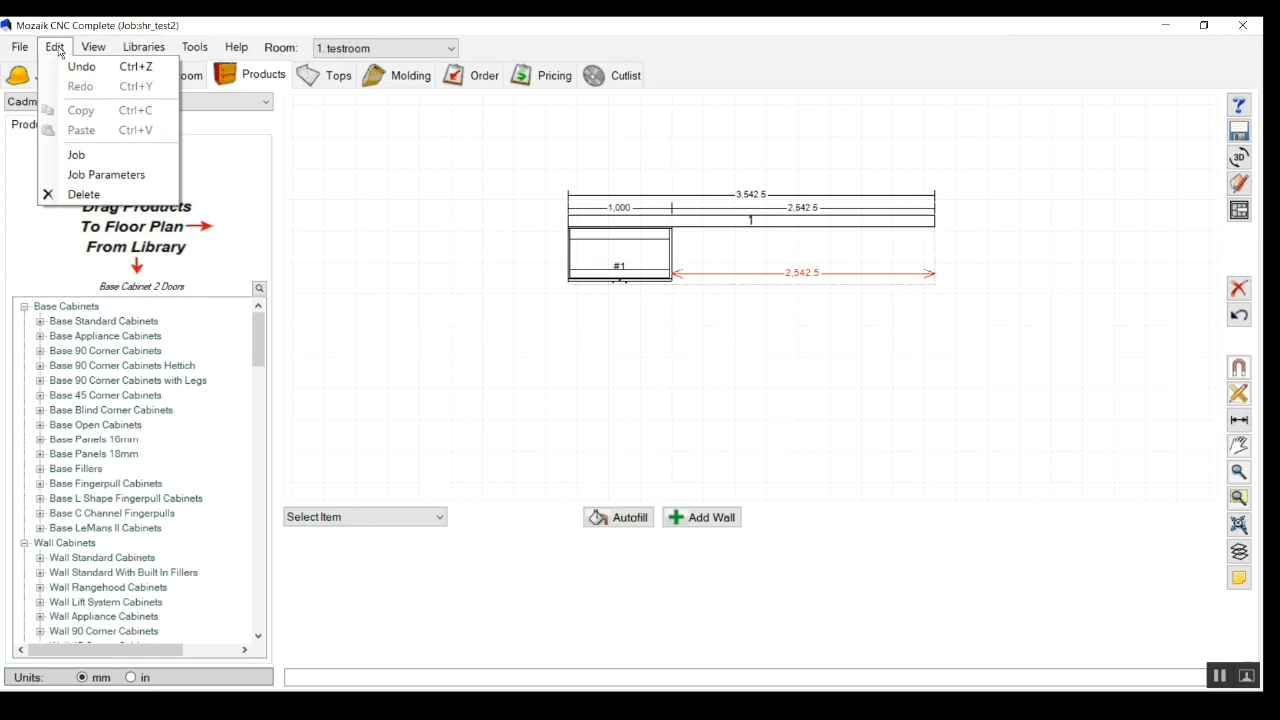 Mozaik CNC Complete (Job:shr_test2)
File Edit View Libraries Tools Help Room: 1. testroom
Undo Ctrl+Z
Redo Ctrl+Y
Copy Ctrl+C
Paste Ctrl+V
Job
Job Parameters
Delete
oom Products Tops Molding Order Pricing Cutlist
Cadm
Produ
Drag Products
To Floor Plan
From Library
Base Cabinet 2 Doors
Base Cabinets
Base Standard Cabinets
Base Appliance Cabinets
Base 90 Corner Cabinets
Base 90 Corner Cabinets Hettich
Base 90 Corner Cabinets with Legs
Base 45 Corner Cabinets
Base Blind Corner Cabinets
Base Open Cabinets
Base Panels 16mm
Base Panels 18mm
Base Fillers
Base Fingerpull Cabinets
Base L Shape Fingerpull Cabinets
Base C Channel Fingerpulls
Base LeMans II Cabinets
Wall Cabinets
Wall Standard Cabinets
Wall Standard With Built In Fillers
Wall Rangehood Cabinets
Wall Lift System Cabinets
Wall Appliance Cabinets
Wall 90 Corner Cabinets
Units: mm in
3,542.5
1,000 2,542.5
1
#1
2,542.5
Select Item Autofill Add Wall
3D